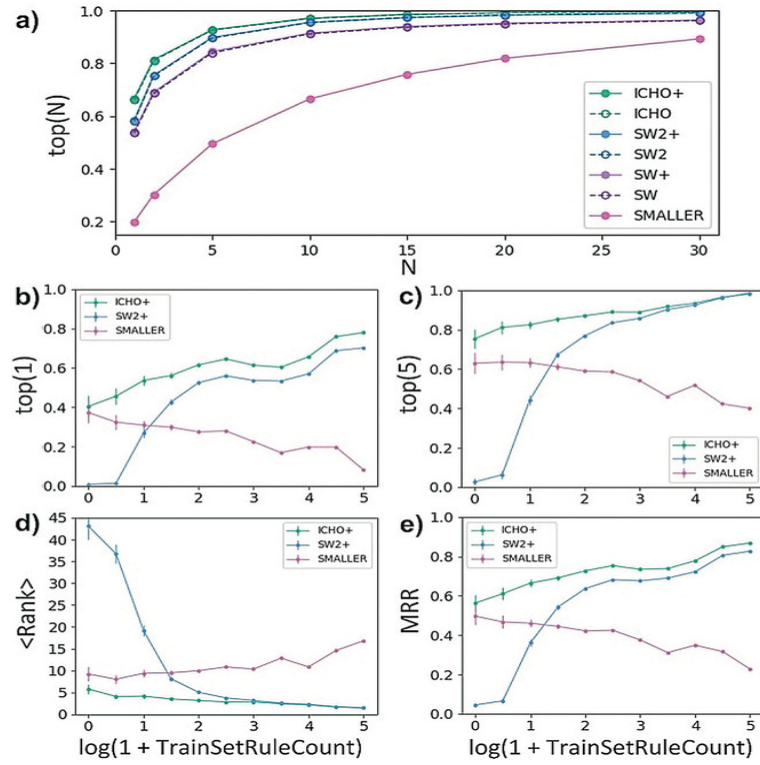 a)
1.0
0.8
0.6
0.4
0.2
top(N)
0 5 10 15 20 25 30
N
ICHO+
ICHO
SW2+
SW2
SW+
SW
SMALLER
b)
1.0
0.8
0.6
0.4
0.2
0.0
top(1)
ICHO+
SW2+
SMALLER
0 1 2 3 4 5
c)
1.0
0.8
0.6
0.4
0.2
0.0
top(5)
ICHO+
SW2+
SMALLER
0 1 2 3 4 5
d)
45
40
35
30
25
20
15
10
5
0
<Rank>
ICHO+
SW2+
SMALLER
0 1 2 3 4 5
log(1 + TrainSetRuleCount)
e)
1.0
0.8
0.6
0.4
0.2
0.0
MRR
ICHO+
SW2+
SMALLER
0 1 2 3 4 5
log(1 + TrainSetRuleCount)